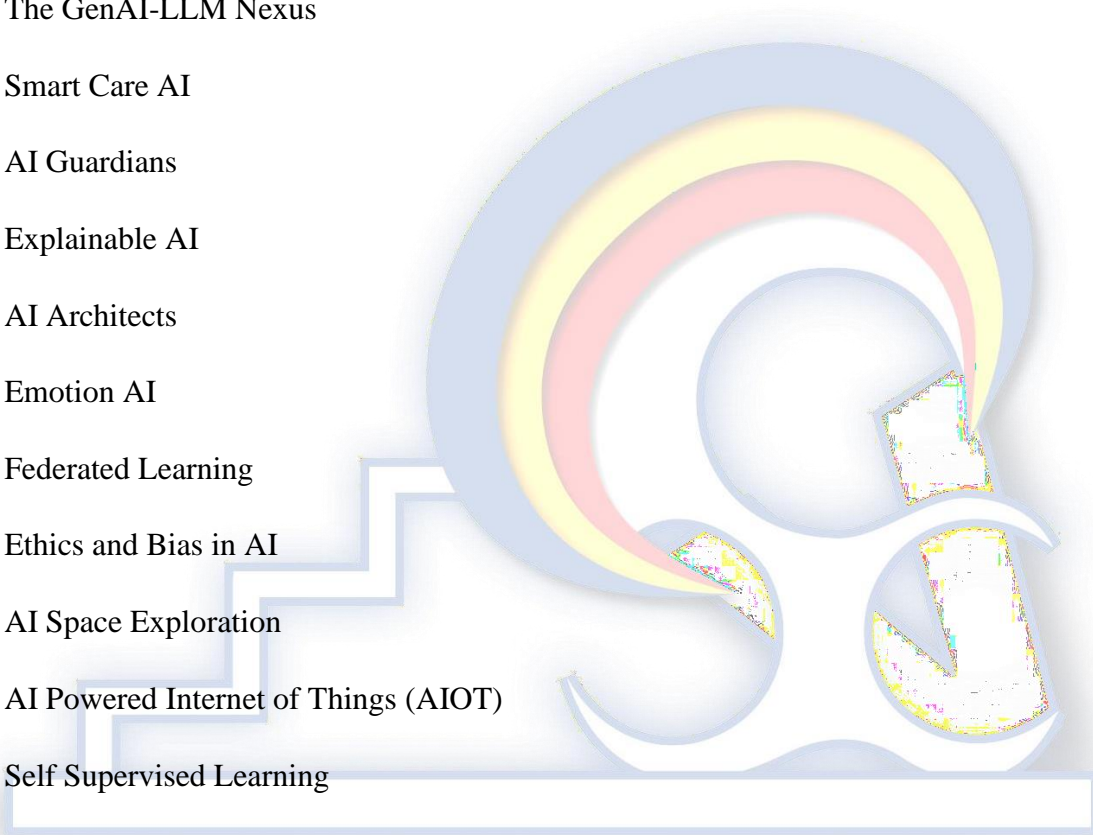 The GenAI-LLM Nexus
Smart Care AI
AI Guardians
Explainable AI
AI Architects
Emotion AI
Federated Learning
Ethics and Bias in AI
AI Space Exploration
AI Powered Internet of Things (AIOT)
Self Supervised Learning